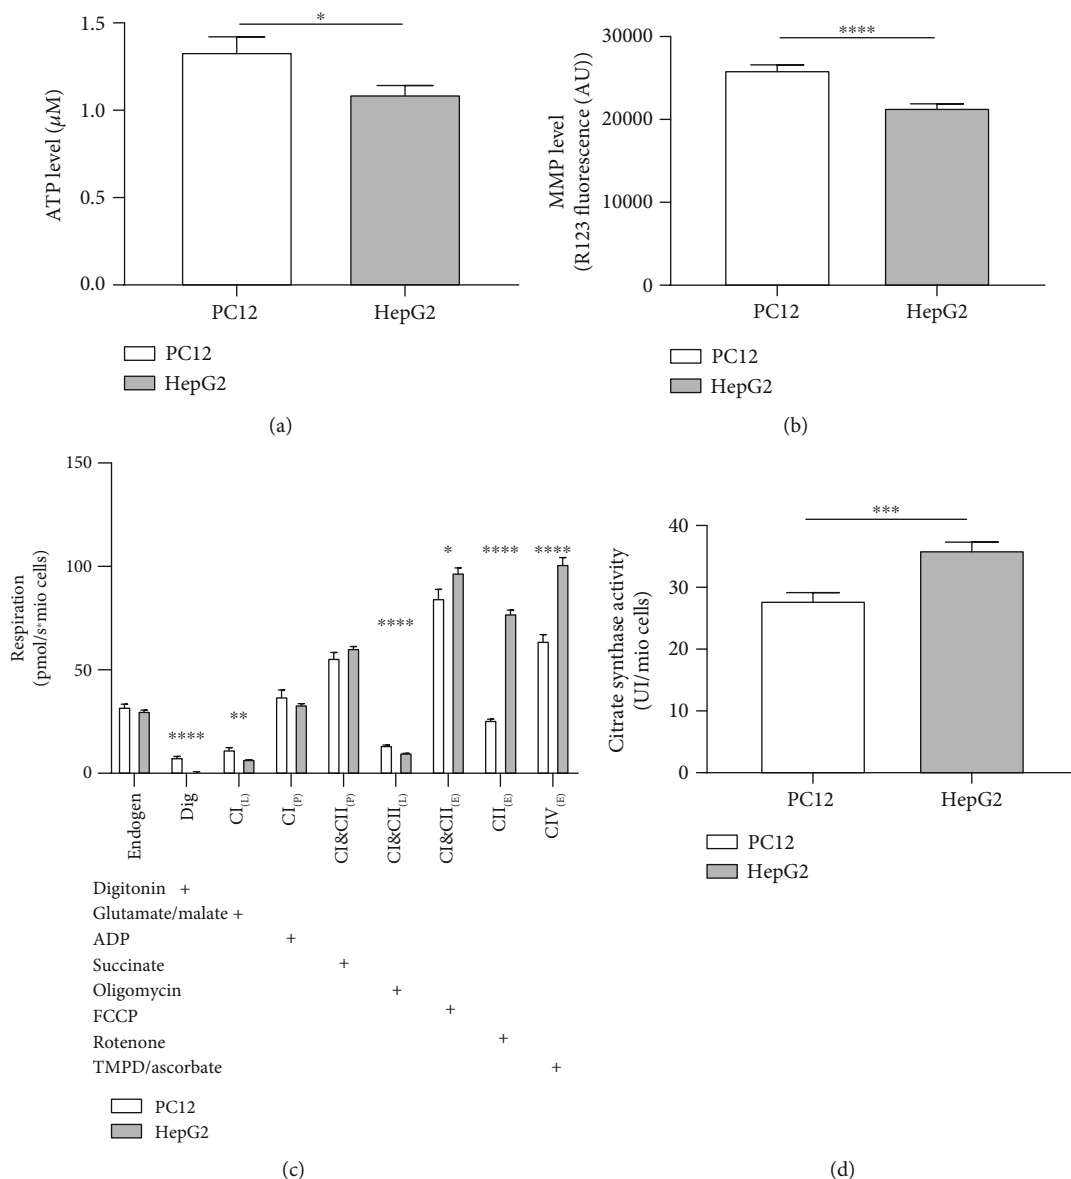 *
1.5
1.0
0.5
0.0
ATP level (µM)
PC12
HepG2
PC12
HepG2
(a)
****
30000
20000
10000
0
MMP level
(R123 fluorescence (AU))
PC12
HepG2
PC12
HepG2
(b)
150
100
50
0
Respiration
(pmol/s*mio cells)
****
**
****
*
****
****
Endogen
Dig
CI(L)
CI(P)
CI&CII(P)
CI&CII(L)
CI&CII(E)
CII(E)
CIV(E)
Digitonin +
Glutamate/malate +
ADP +
Succinate +
Oligomycin +
FCCP +
Rotenone +
TMPD/ascorbate +
PC12
HepG2
(c)
***
40
30
20
10
0
Citrate synthase activity
(UI/mio cells)
PC12
HepG2
PC12
HepG2
(d)